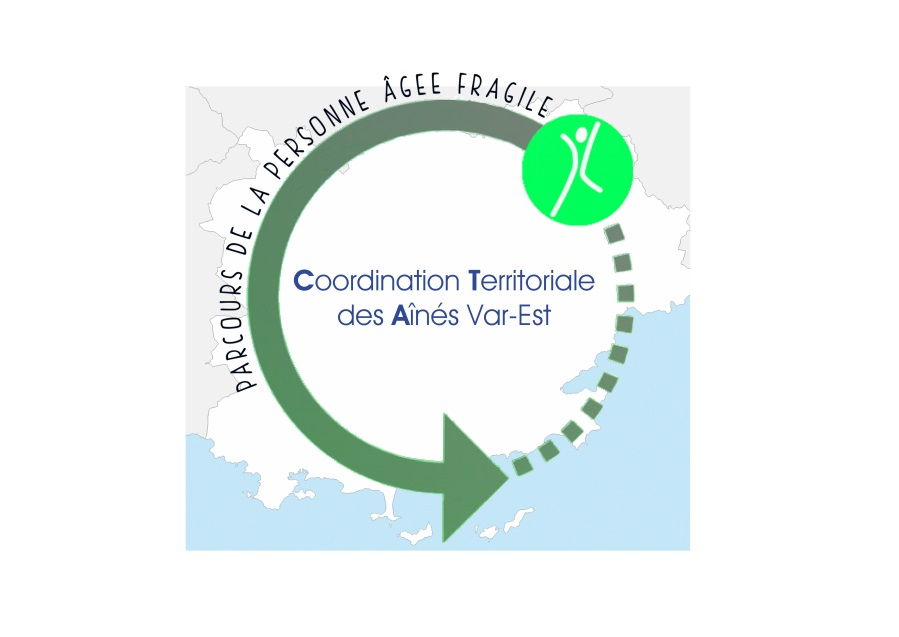 PARCOURS DE LA PERSONNE ÂGEE FRAGILE
Coordination Territoriale
des Aînés Var-Est